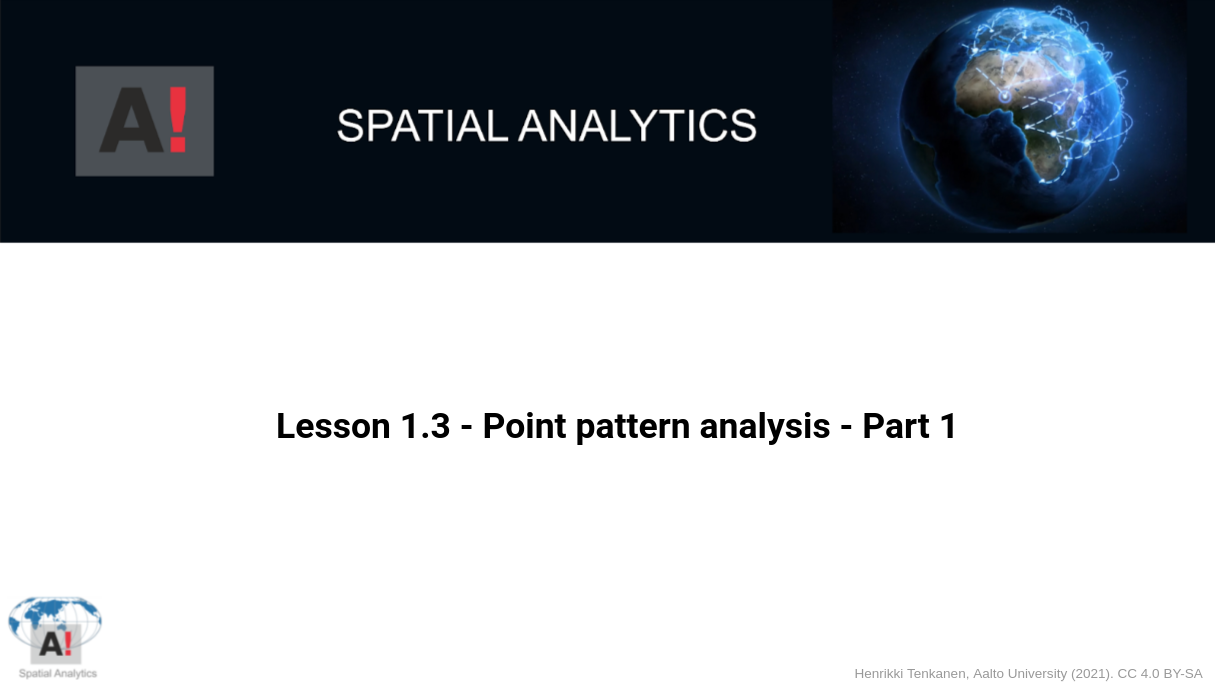 A!
SPATIAL ANALYTICS
Lesson 1.3 - Point pattern analysis - Part 1
A!
Spatial Analytics
Henrikki Tenkanen, Aalto University (2021). CC 4.0 BY-SA